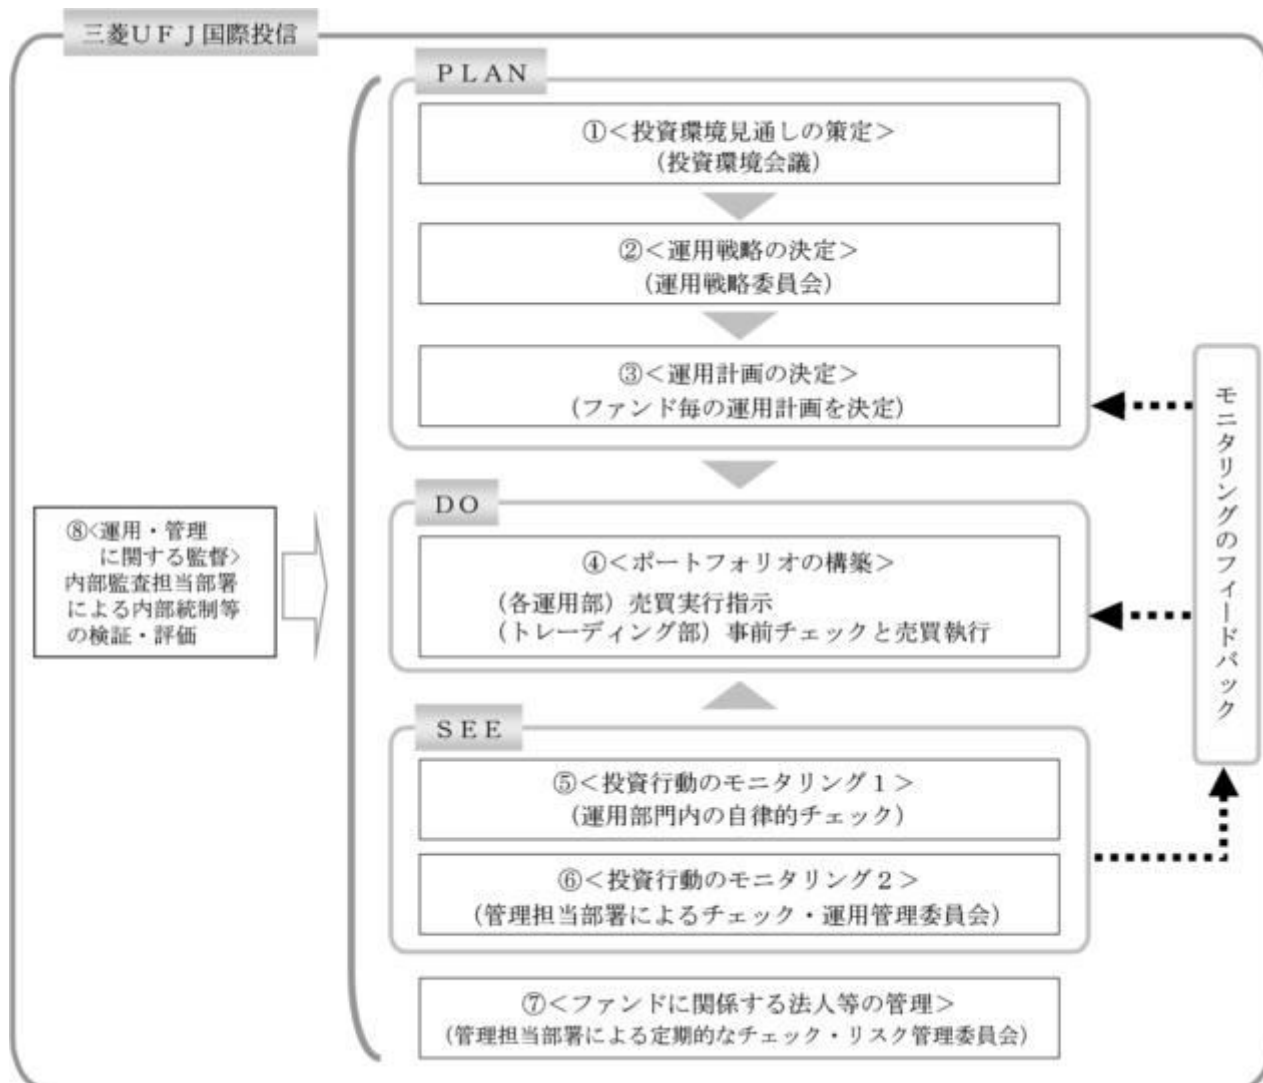 三菱UFJ国際投信
PLAN
①<投資環境見通しの策定>
(投資環境会議)
②<運用戦略の決定>
(運用戦略委員会)
③<運用計画の決定>
(ファンド毎の運用計画を決定)
DO
④<ポートフォリオの構築>
(各運用部)売買実行指示
(トレーディング部)事前チェックと売買執行
SEE
⑤<投資行動のモニタリング1>
(運用部門内の自律的チェック)
⑥<投資行動のモニタリング2>
(管理担当部署によるチェック・運用管理委員会)
⑦<ファンドに関係する法人等の管理>
(管理担当部署による定期的なチェック・リスク管理委員会)
⑧<運用・管理
に関する監督>
内部監査担当部署
による内部統制等
の検証・評価
モニタリングのフィードバック